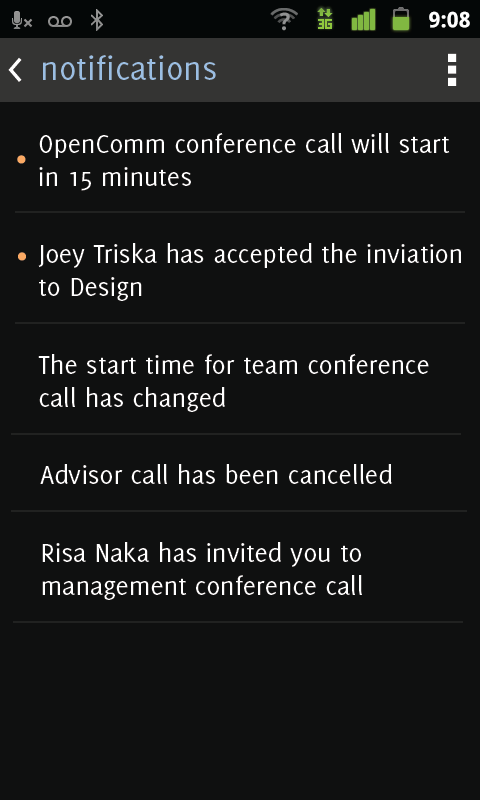 3G 9:08
notifications
OpenComm conference call will start
in 15 minutes
Joey Triska has accepted the inviation
to Design
The start time for team conference
call has changed
Advisor call has been cancelled
Risa Naka has invited you to
management conference call